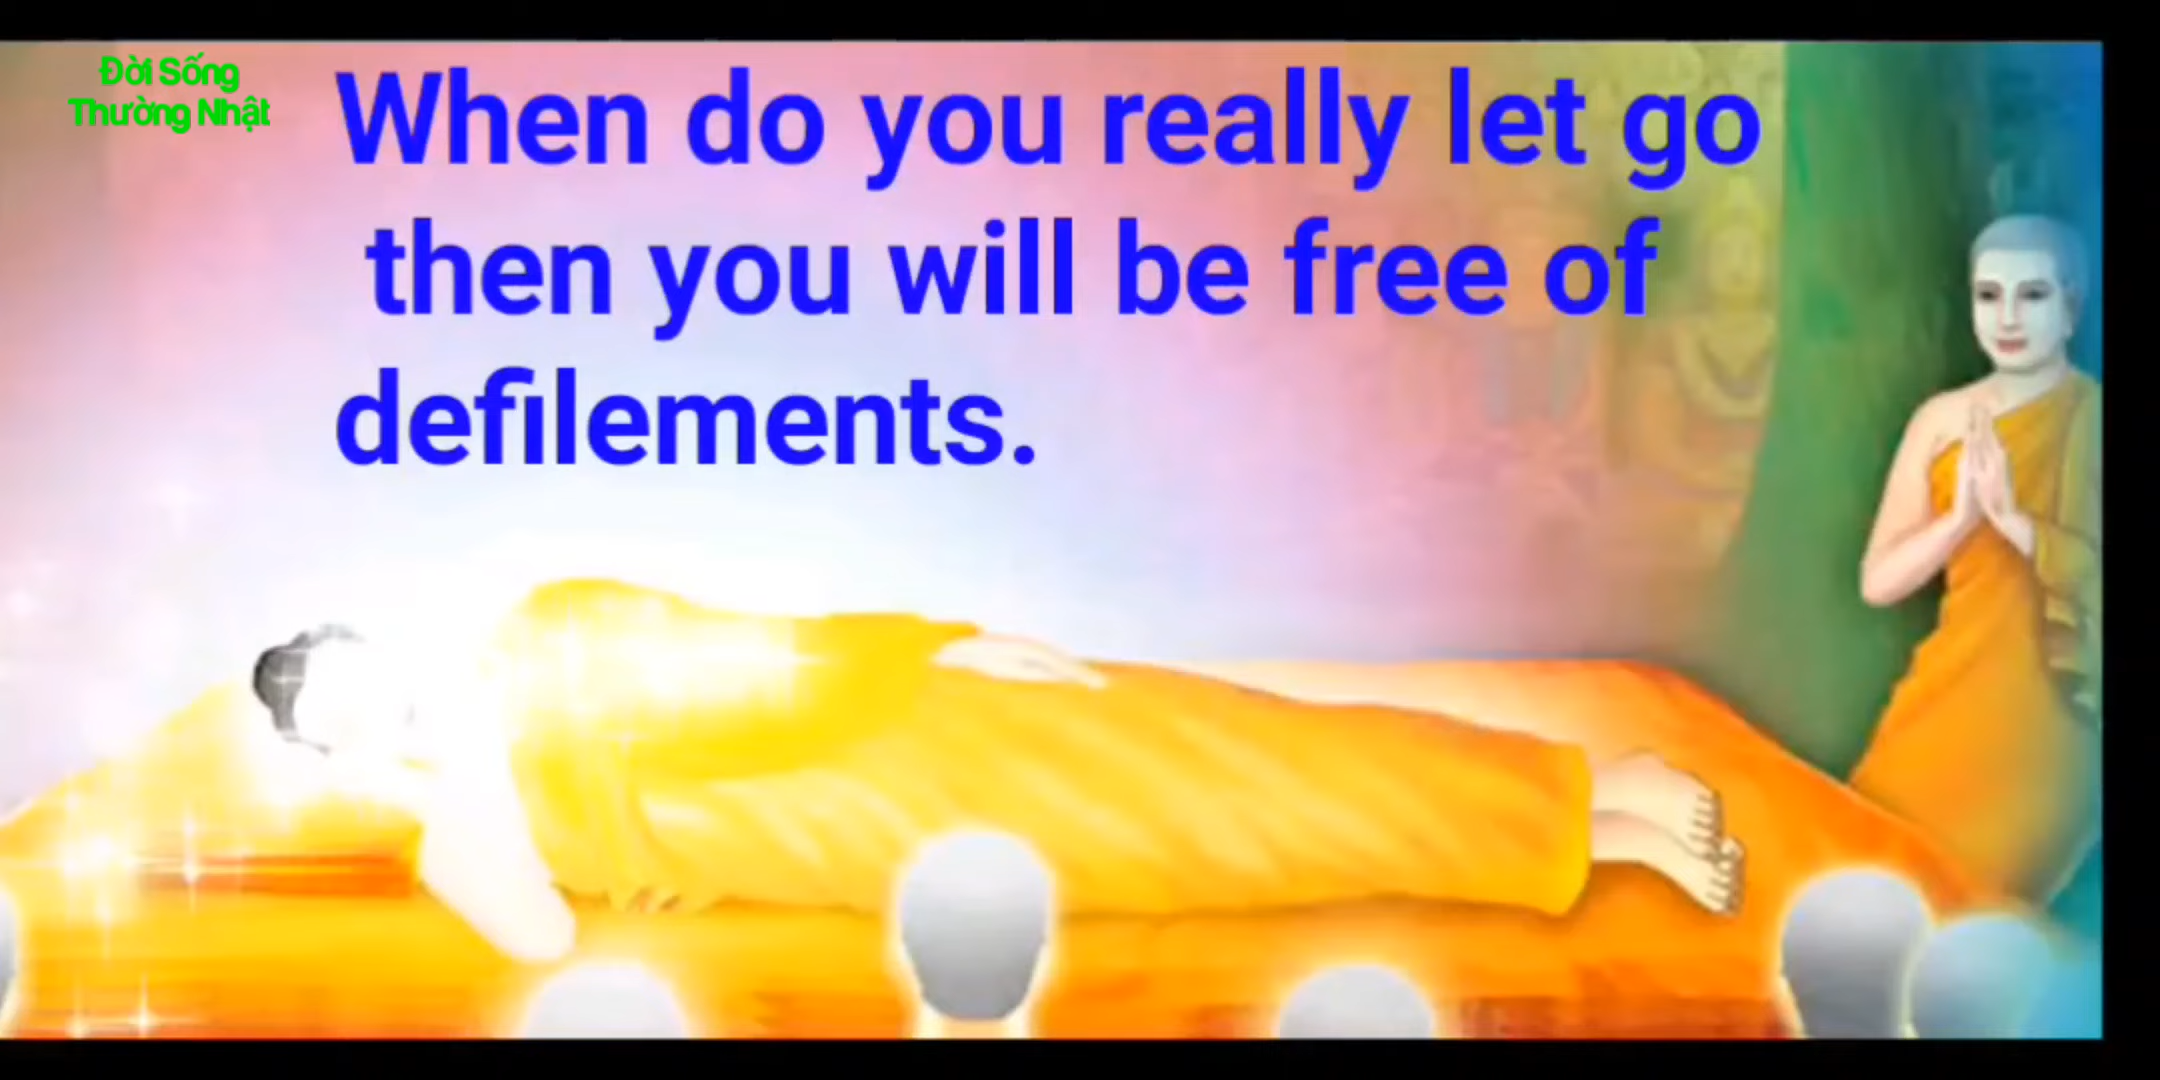 Đời Sống
Thường Nhật
When do you really let go
then you will be free of
defilements.